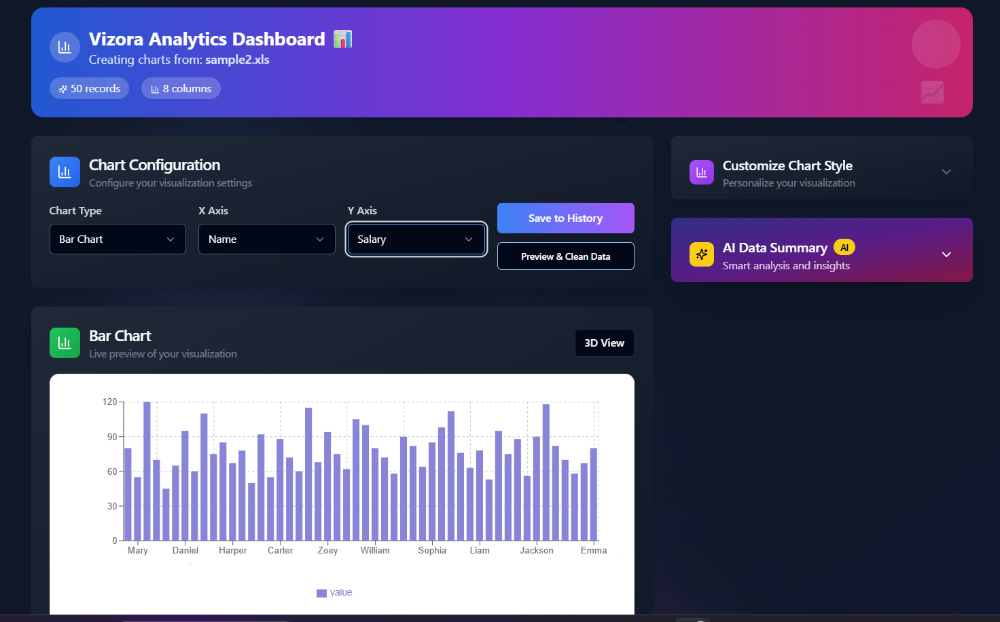 Vizora Analytics Dashboard
Creating charts from: sample2.xls
50 records
8 columns
Chart Configuration
Configure your visualization settings
Chart Type
X Axis
Y Axis
Bar Chart
Name
Salary
Save to History
Preview & Clean Data
Customize Chart Style
Personalize your visualization
AI Data Summary AI
Smart analysis and insights
Bar Chart
Live preview of your visualization
3D View
120
90
60
30
0
Mary Daniel Harper Carter Zoey William Sophia Liam Jackson Emma
value